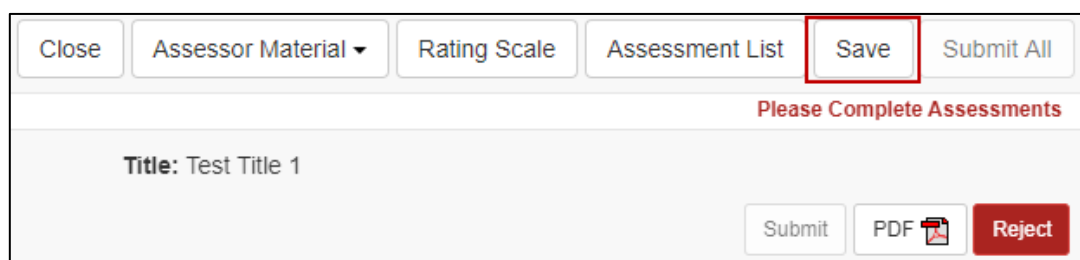 Close Assessor Material Rating Scale Assessment List Save Submit All
Please Complete Assessments
Title: Test Title 1
Submit PDF Reject